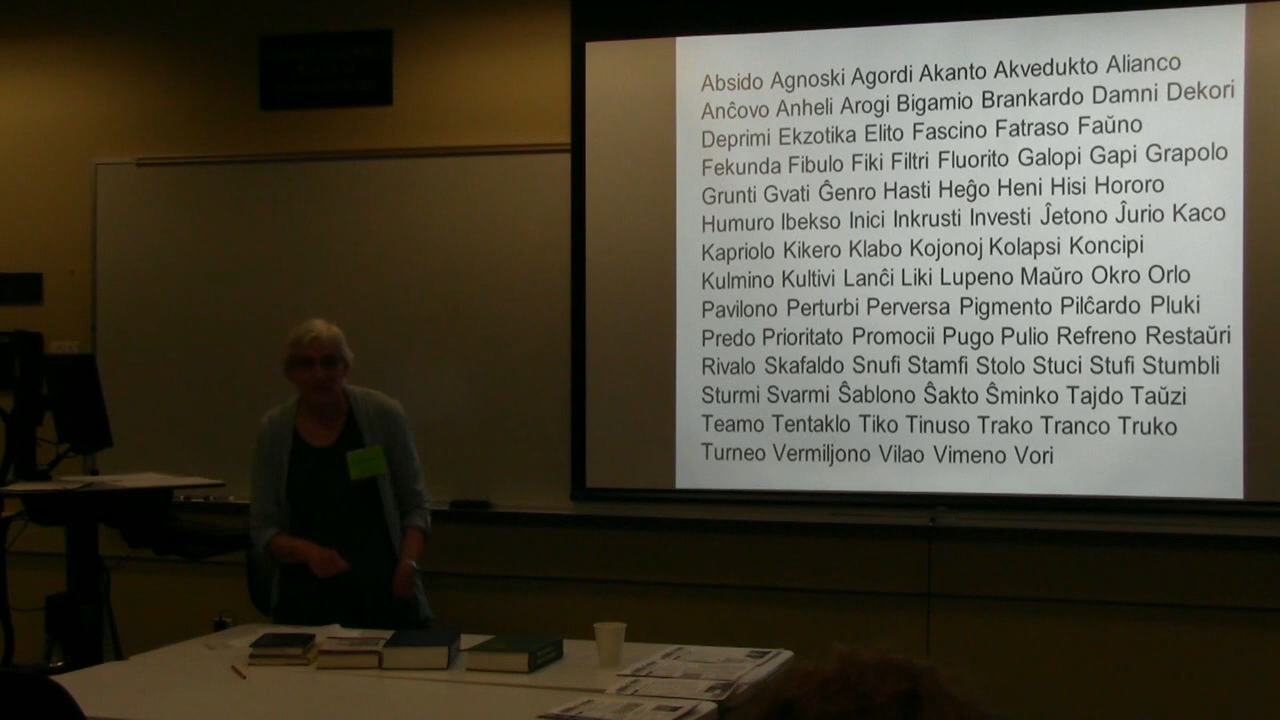 Absido Agnoski Agordi Akanto Akvedukto Alianco
Anĉovo Anheli Arogi Bigamio Brankardo Damni Dekori
Deprimi Ekzotika Elito Fascino Fatraso Faŭno
Fekunda Fibulo Fiki Filtri Fluorito Galopi Gapi Grapolo
Grunti Gvati Ĝenro Hasti Heĝo Heni Hisi Hororo
Humuro Ibekso Inici Inkrusti Investi Ĵetono Ĵurio Kaco
Kapriolo Kikero Klabo Kojonoj Kolapsi Koncipi
Kulmino Kultivi Lanĉi Liki Lupeno Maŭro Okro Orlo
Pavilono Perturbi Perversa Pigmento Pilĉardo Pluki
Predo Prioritato Promocii Pugo Pulio Refreno Restaŭri
Rivalo Skafaldo Snufi Stamfi Stolo Stuci Stufi Stumbli
Sturmi Svarmi Ŝablono Ŝakto Ŝminko Tajdo Taŭzi
Teamo Tentaklo Tiko Tinuso Trako Tranco Truko
Turneo Vermiljono Vilao Vimeno Vori